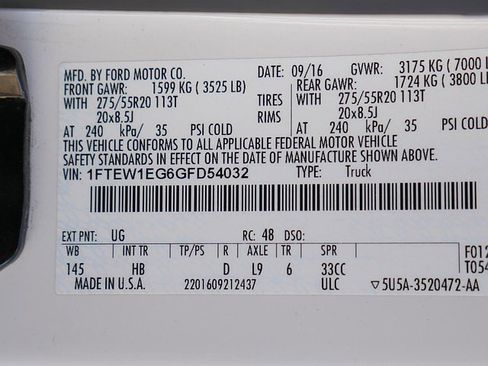 MFD. BY FORD MOTOR CO. DATE: 09/16 GVWR: 3175 KG ( 7000 L
FRONT GAWR: 1599 KG ( 3525 LB) REAR GAWR: 1724 KG ( 3800 LB
WITH 275/55R20 113T TIRES WITH 275/55R20 113T
20x8.5J RIMS 20x8.5J
AT 240 kPa/ 35 PSI COLD AT 240 kPa/ 35 PSI COLD
THIS VEHICLE CONFORMS TO ALL APPLICABLE FEDERAL MOTOR VEHICLE
SAFETY STANDARDS IN EFFECT ON THE DATE OF MANUFACTURE SHOWN ABOVE.
VIN: 1FTEW1EG6GFD54032 TYPE: Truck
EXT PNT: UG RC: 48 DSO:
WB INT TR TP/PS R AXLE TR SPR
145 HB D L9 6 33CC
F012
T054
MADE IN U.S.A. 2201609212437 ULC ▽5U5A-3520472-AA